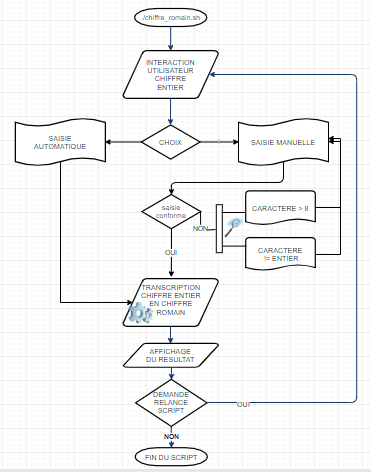 ./chiffre_romain.sh
INTERACTION
UTILISATEUR
CHIFFRE
ENTIER
SAISIE
AUTOMATIQUE
CHOIX
SAISIE MANUELLE
saisie
conforme
NON
CARACTERE > 8
CARACTERE
!= ENTIER
OUI
TRANSCRIPTION
CHIFFRE ENTIER
EN CHIFFRE
ROMAIN
AFFICHAGE
DU RESULTAT
DEMANDE
RELANCE
SCRIPT
OUI
NON
FIN DU SCRIPT